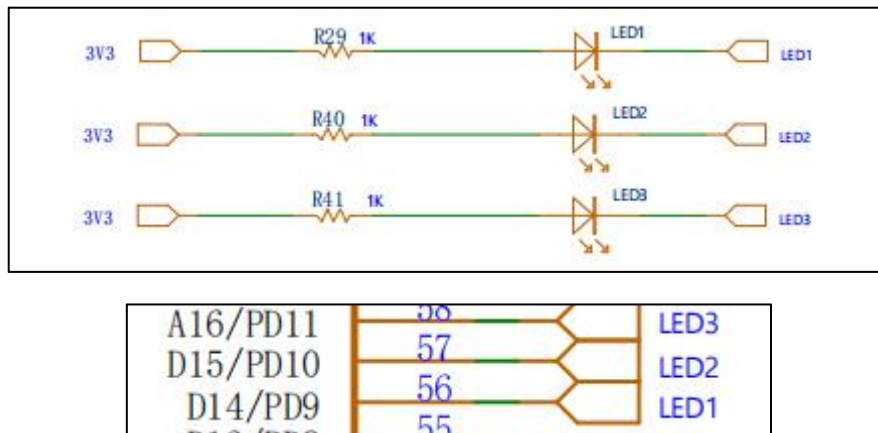 R29 1K LED1
3V3 LED1
R40 1K LED2
3V3 LED2
R41 1K LED3
3V3 LED3
A16/PD11 58 LED3
D15/PD10 57 LED2
D14/PD9 56 LED1
55